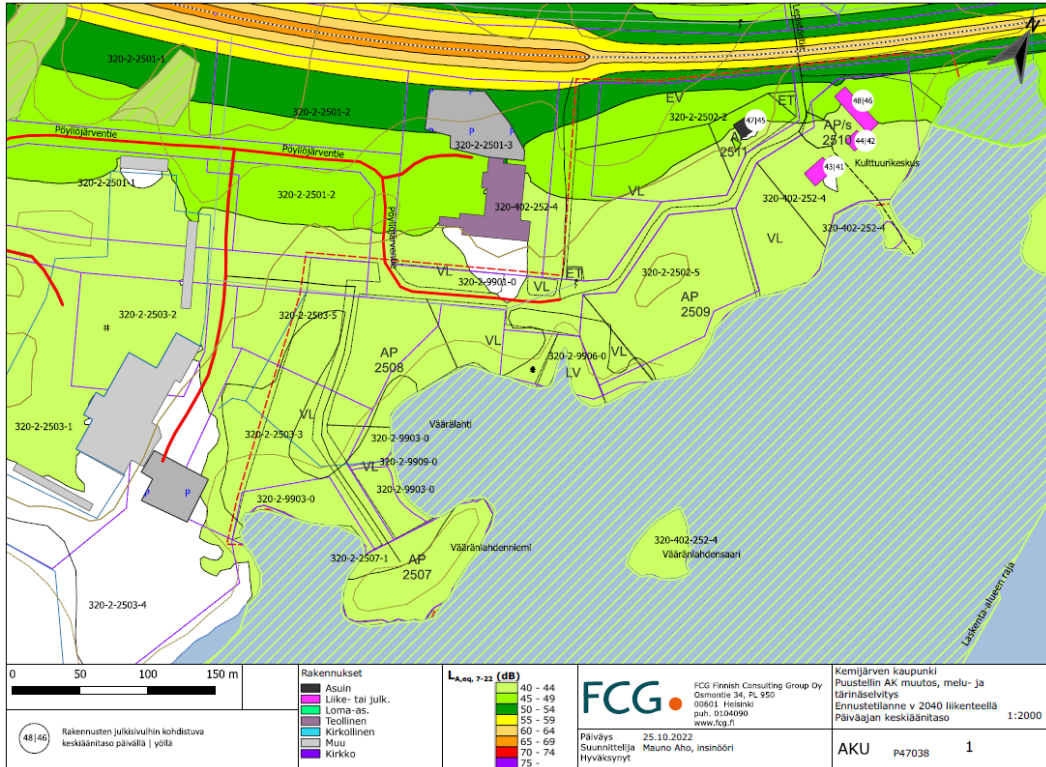 Lepistöntie
N
320-2-2501-1
EV
ET
48|46
320-2-2501-2
320-2-2502-2
47|45
AP/s
2510
44|42
P
P
P
P
Pöyliöjärventie
Pöyliöjärventie
320-2-2501-3
2511
Kulttuurikeskus
43|41
320-2-2501-1
320-2-2501-2
VL
320-402-252-4
320-402-252-4
320-402-252-4
Pöyliöjärventie
VL
VL
320-2-9901-0
VL
ET
320-2-2502-5
AP
2509
320-2-2503-2
320-2-2503-5
AP
2508
VL
320-2-9906-0
VL
LV
320-2-2503-1
VL
320-2-2503-3
Väärälahti
320-2-9903-0
VL
320-2-9909-0
320-2-9903-0
320-2-9903-0
P
P
320-402-252-4
Vääränlahdensaari
Vääränlahdenniemi
320-2-2507-1
AP
2507
320-2-2503-4
Laskenta-alueen raja
0 50 100 150 m
48|46
Rakennusten julkisivuihin kohdistuva
keskiäänitaso päivällä | yöllä
Rakennukset
Asuin
Liike- tai julk.
Loma-as.
Teollinen
Kirkollinen
Muu
Kirkko
LA,eq, 7-22 (dB)
40 - 44
45 - 49
50 - 54
55 - 59
60 - 64
65 - 69
70 - 74
75 -
FCG
FCG Finnish Consulting Group Oy
Osmontie 34, PL 950
00601 Helsinki
puh. 0104090
www.fcg.fi
Päiväys 25.10.2022
Suunnittelija Mauno Aho, insinööri
Hyväksynyt
Kemijärven kaupunki
Puustellin AK muutos, melu- ja
tärinäselvitys
Ennustetilanne v 2040 liikenteellä
Päiväajan keskiäänitaso 1:2000
AKU P47038 1